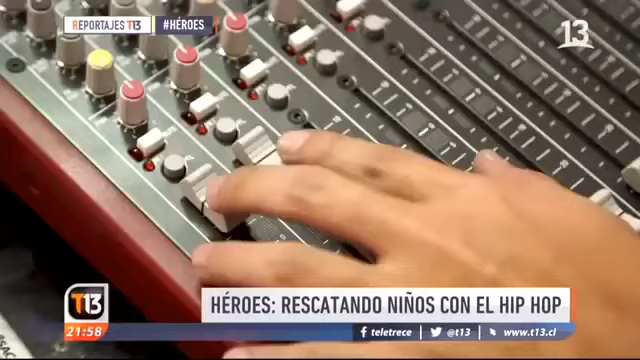 REPORTAJES T13 #HÉROES
13
HÉROES: RESCATANDO NIÑOS CON EL HIP HOP
T13
21:58 teletrece @t13 www.t13.cl